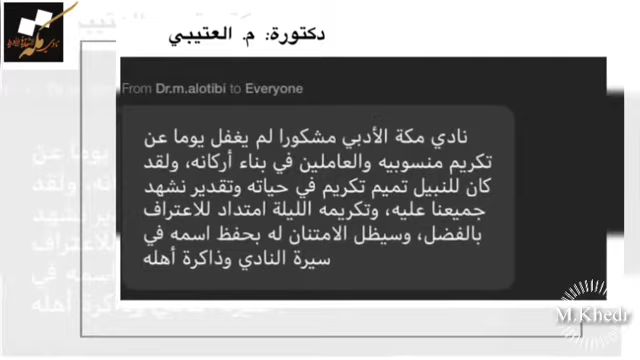 دكتورة: م. العتيبي
From Dr.m.alotibi to Everyone
نادي مكة الأدبي مشكورا لم يغفل يوما عن
تكريم منسوبيه والعاملين في بناء أركانه، ولقد
كان للنبيل تميم تكريم في حياته وتقدير نشهد
جميعنا عليه، وتكريمه الليلة امتداد للاعتراف
بالفضل، وسيظل الامتنان له بحفظ اسمه في
سيرة النادي وذاكرة أهله
M.Khedr